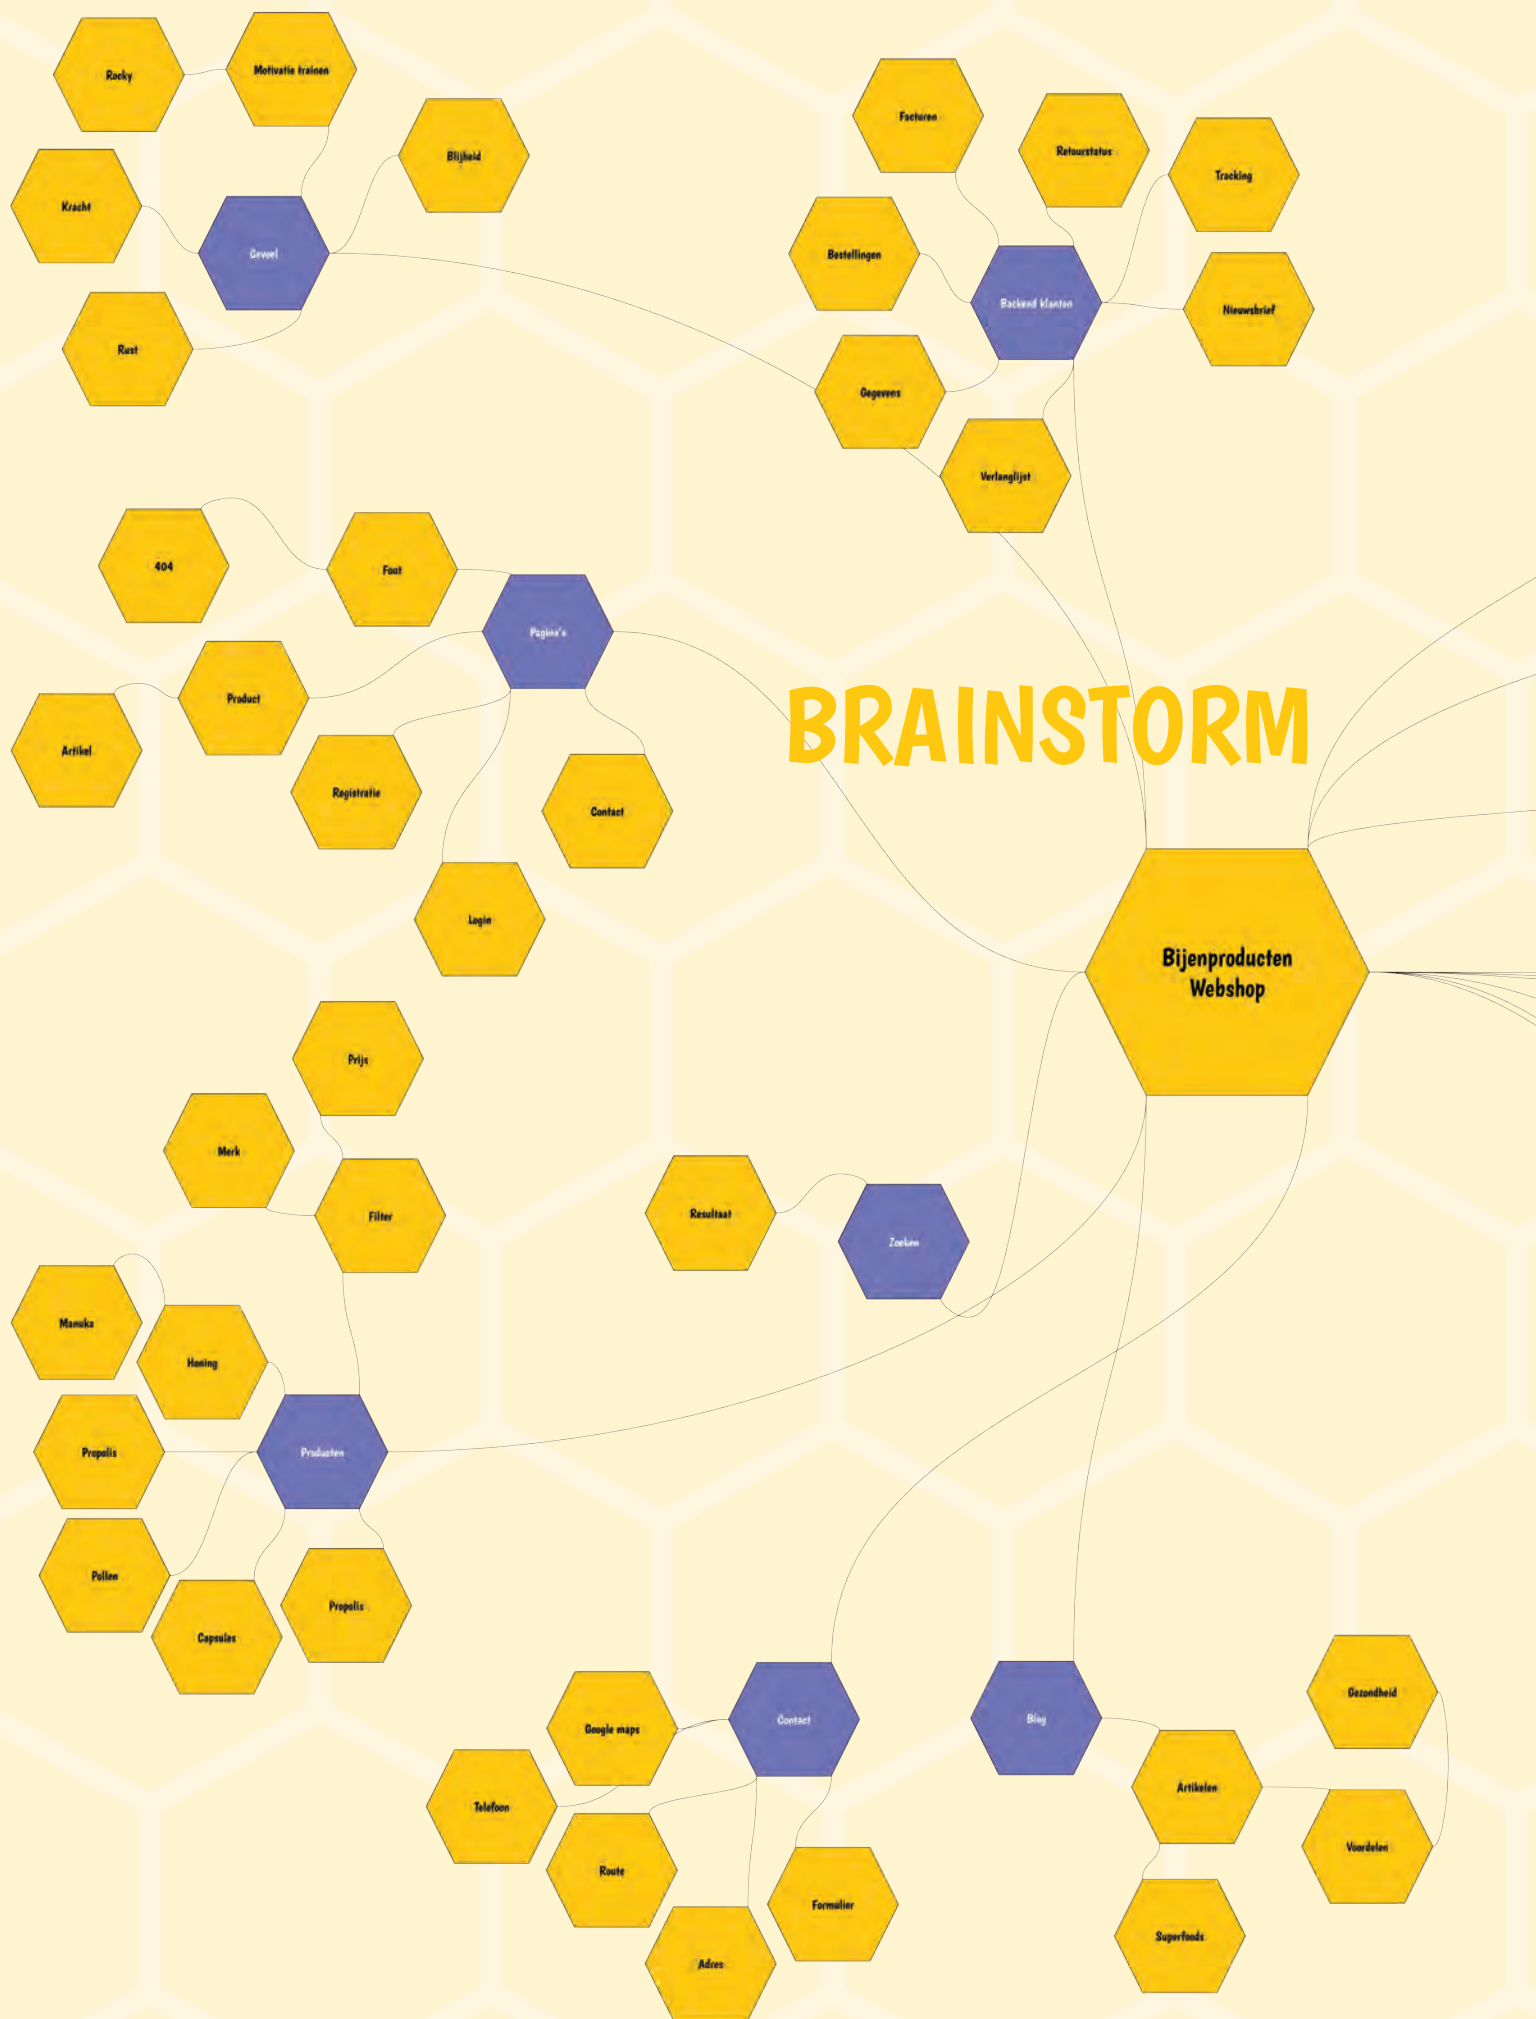 Rocky
Motivatie trainen
Blijheid
Kracht
Gevoel
Rust
Facturen
Retourstatus
Tracking
Bestellingen
Backend klanten
Nieuwsbrief
Gegevens
Verlanglijst
404
Fout
Pagina's
Product
Artikel
Registratie
Contact
Login
BRAINSTORM
Bijenproducten
Webshop
Prijs
Merk
Filter
Resultaat
Zoeken
Manuka
Honing
Propolis
Producten
Pollen
Capsules
Propolis
Google maps
Contact
Telefoon
Route
Formulier
Adres
Blog
Gezondheid
Artikelen
Voordelen
Superfoods